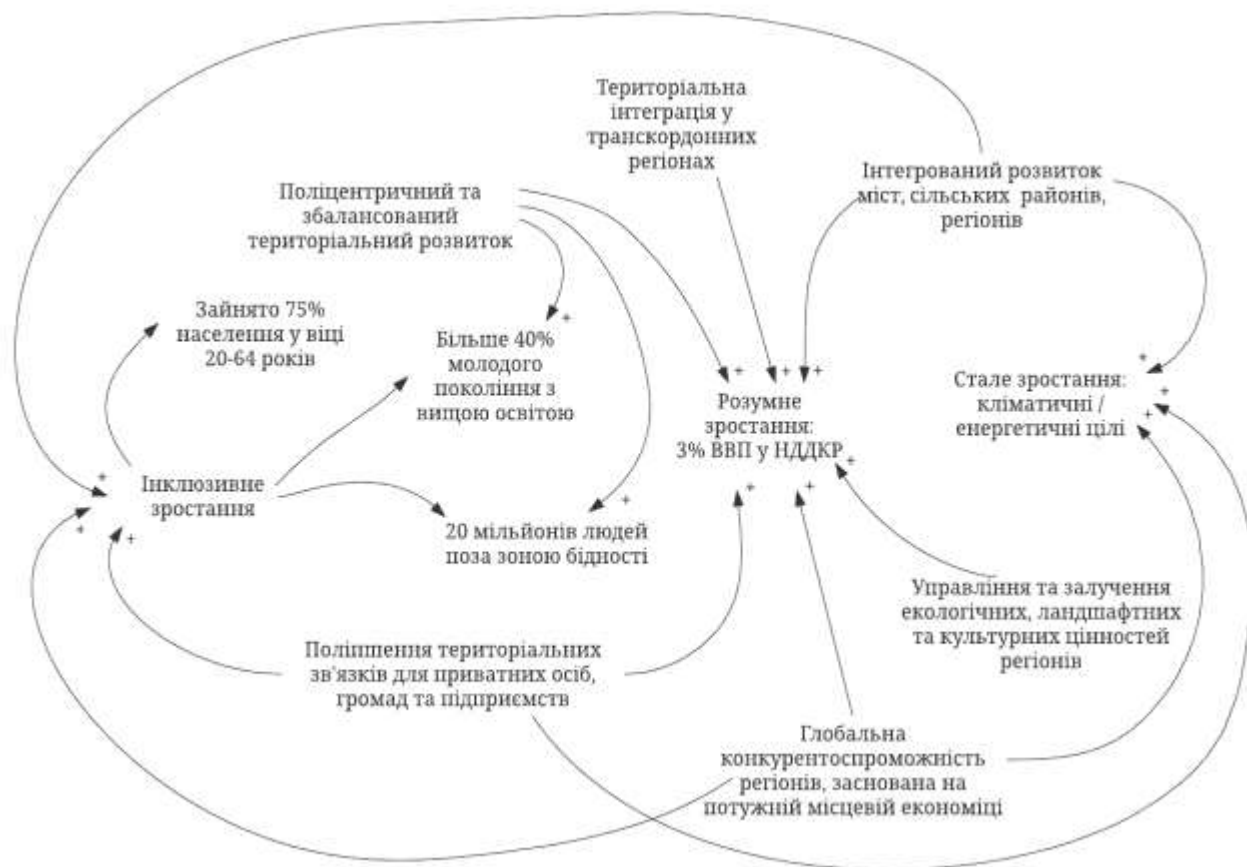 Територіальна
інтеграція у
транскордонних
регіонах
Інтегрований розвиток
міст, сільських районів,
регіонів
Поліцентричний та
збалансований
територіальний розвиток
Зайнято 75%
населення у віці
20-64 років
+
Більше 40%
молодого
покоління з
вищою освітою
+ + +
Розумне
зростання:
3% ВВП у НДДКР
+
+
+
Стале зростання:
кліматичні /
енергетичні цілі
+
+
+
+
Інклюзивне
зростання
+
+
+
20 мільйонів людей
поза зоною бідності
+
Управління та залучення
екологічних, ландшафтних
та культурних цінностей
регіонів
Поліпшення територіальних
зв'язків для приватних осіб,
громад та підприємств
Глобальна
конкурентоспроможність
регіонів, заснована на
потужній місцевій економіці